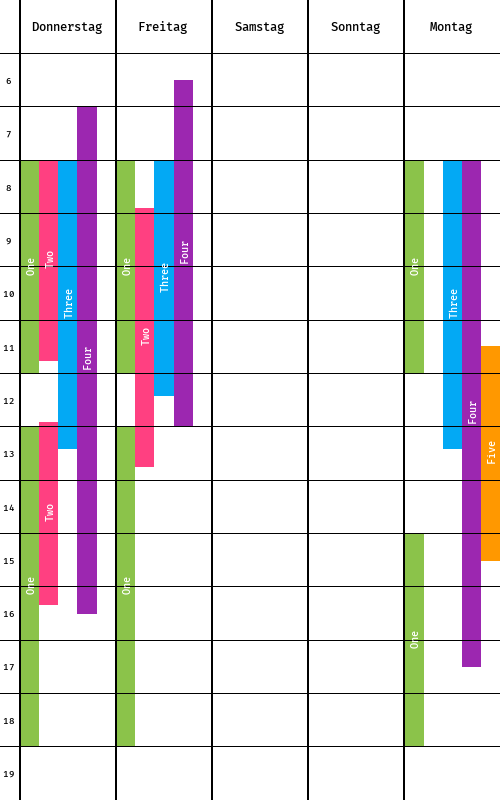 Donnerstag Freitag Samstag Sonntag Montag
6
7
8
9
10
11
12
13
14
15
16
17
18
19
One
Two
Three
Four
One
Two
One
Two
Three
Four
One
One
Three
Four
Five
One